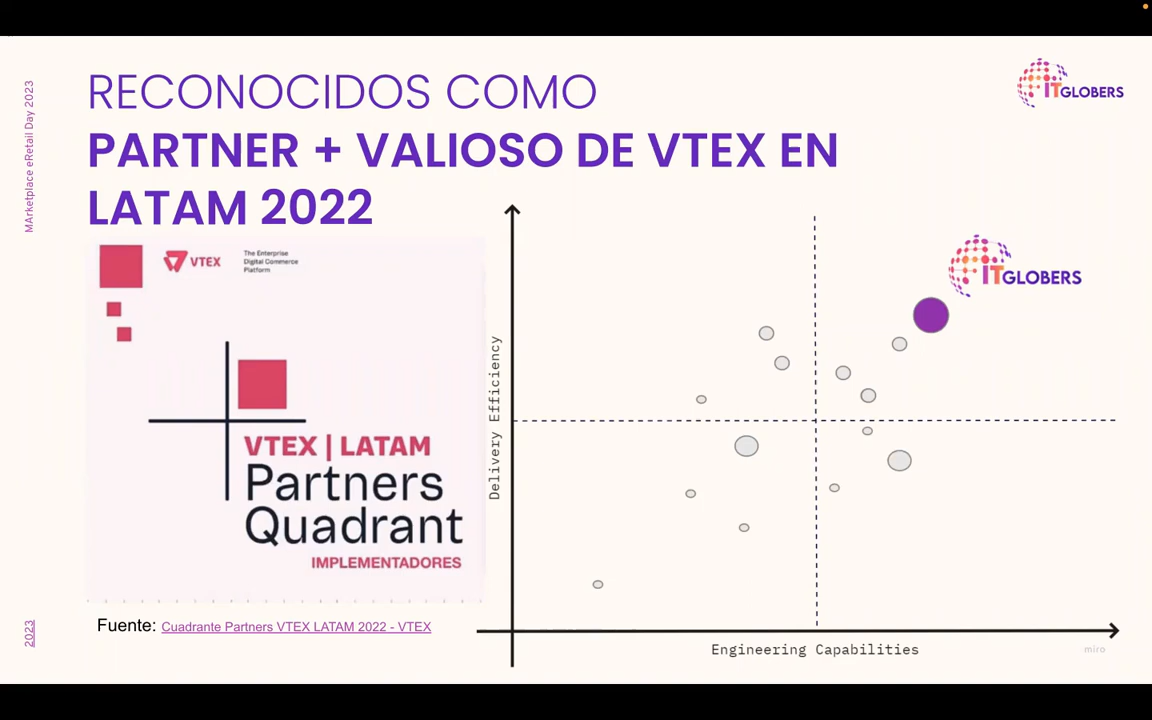 MArketplace eRetail Day 2023
RECONOCIDOS COMO
PARTNER + VALIOSO DE VTEX EN
LATAM 2022
ITGLOBERS
VTEX
The Enterprise
Digital Commerce
Platform
VTEX | LATAM
Partners
Quadrant
IMPLEMENTADORES
Delivery Efficiency
ITGLOBERS
Engineering Capabilities
miro
Fuente: Cuadrante Partners VTEX LATAM 2022 - VTEX
2023